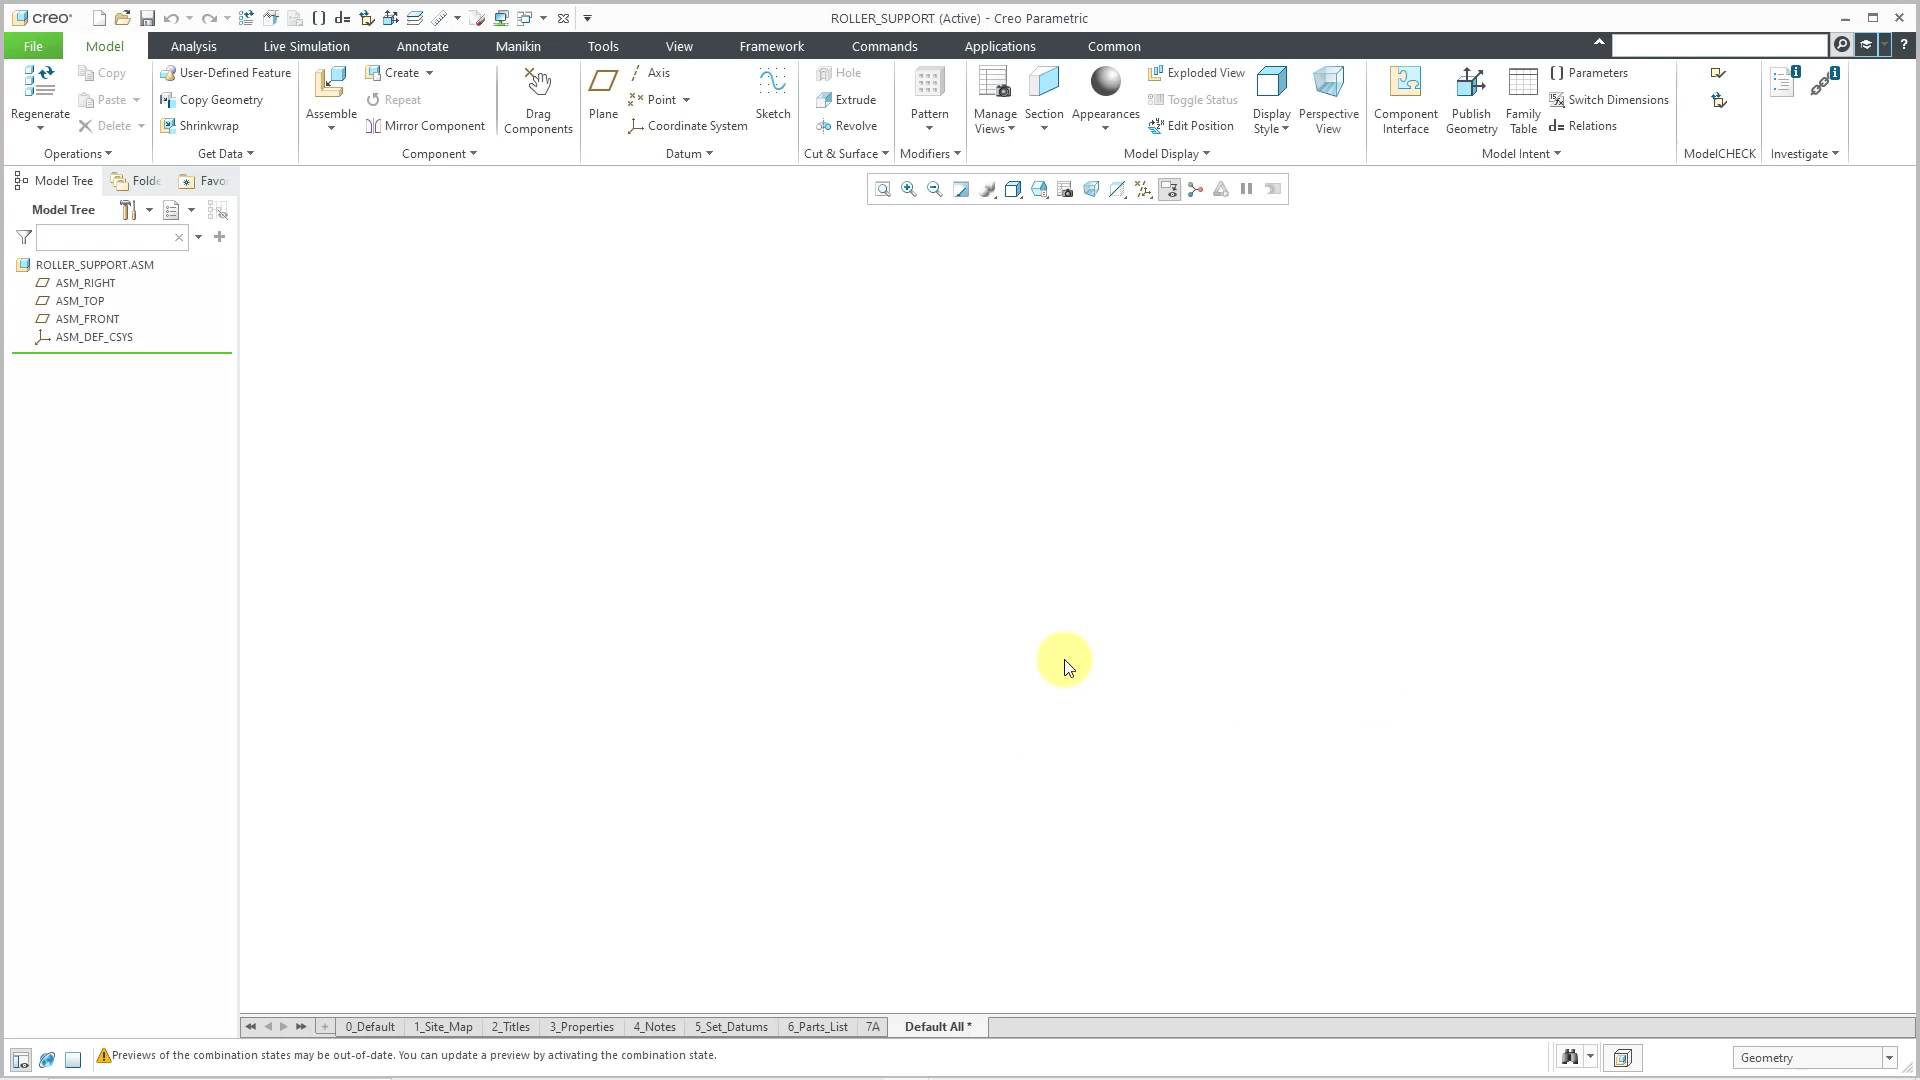 creo°
ROLLER_SUPPORT (Active) - Creo Parametric
File Model Analysis Live Simulation Annotate Manikin Tools View Framework Commands Applications Common
Regenerate
Copy
Paste
Delete
Operations
User-Defined Feature
Copy Geometry
Shrinkwrap
Get Data
Assemble
Create
Repeat
Mirror Component
Drag Components
Component
Plane
Axis
Point
Coordinate System
Sketch
Datum
Hole
Extrude
Revolve
Cut & Surface
Pattern
Modifiers
Manage Views
Section
Appearances
Exploded View
Toggle Status
Edit Position
Display Style
Perspective View
Model Display
Component Interface
Publish Geometry
Family Table
Parameters
Switch Dimensions
d= Relations
Model Intent
ModelCHECK
Investigate
Model Tree Folde Favo
Model Tree
ROLLER_SUPPORT.ASM
ASM_RIGHT
ASM_TOP
ASM_FRONT
ASM_DEF_CSYS
0_Default 1_Site_Map 2_Titles 3_Properties 4_Notes 5_Set_Datums 6_Parts_List 7A Default All *
Previews of the combination states may be out-of-date. You can update a preview by activating the combination state.
Geometry